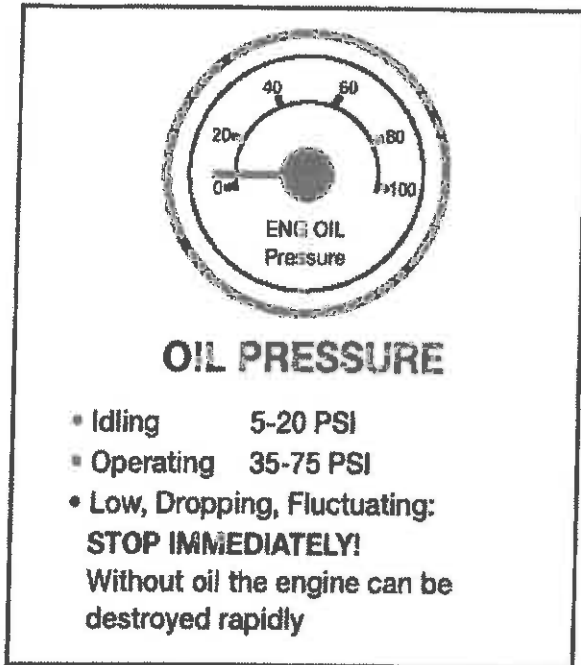 40 60
20 80
0 100
ENG OIL
Pressure
OIL PRESSURE
• Idling 5-20 PSI
• Operating 35-75 PSI
• Low, Dropping, Fluctuating:
STOP IMMEDIATELY!
Without oil the engine can be
destroyed rapidly